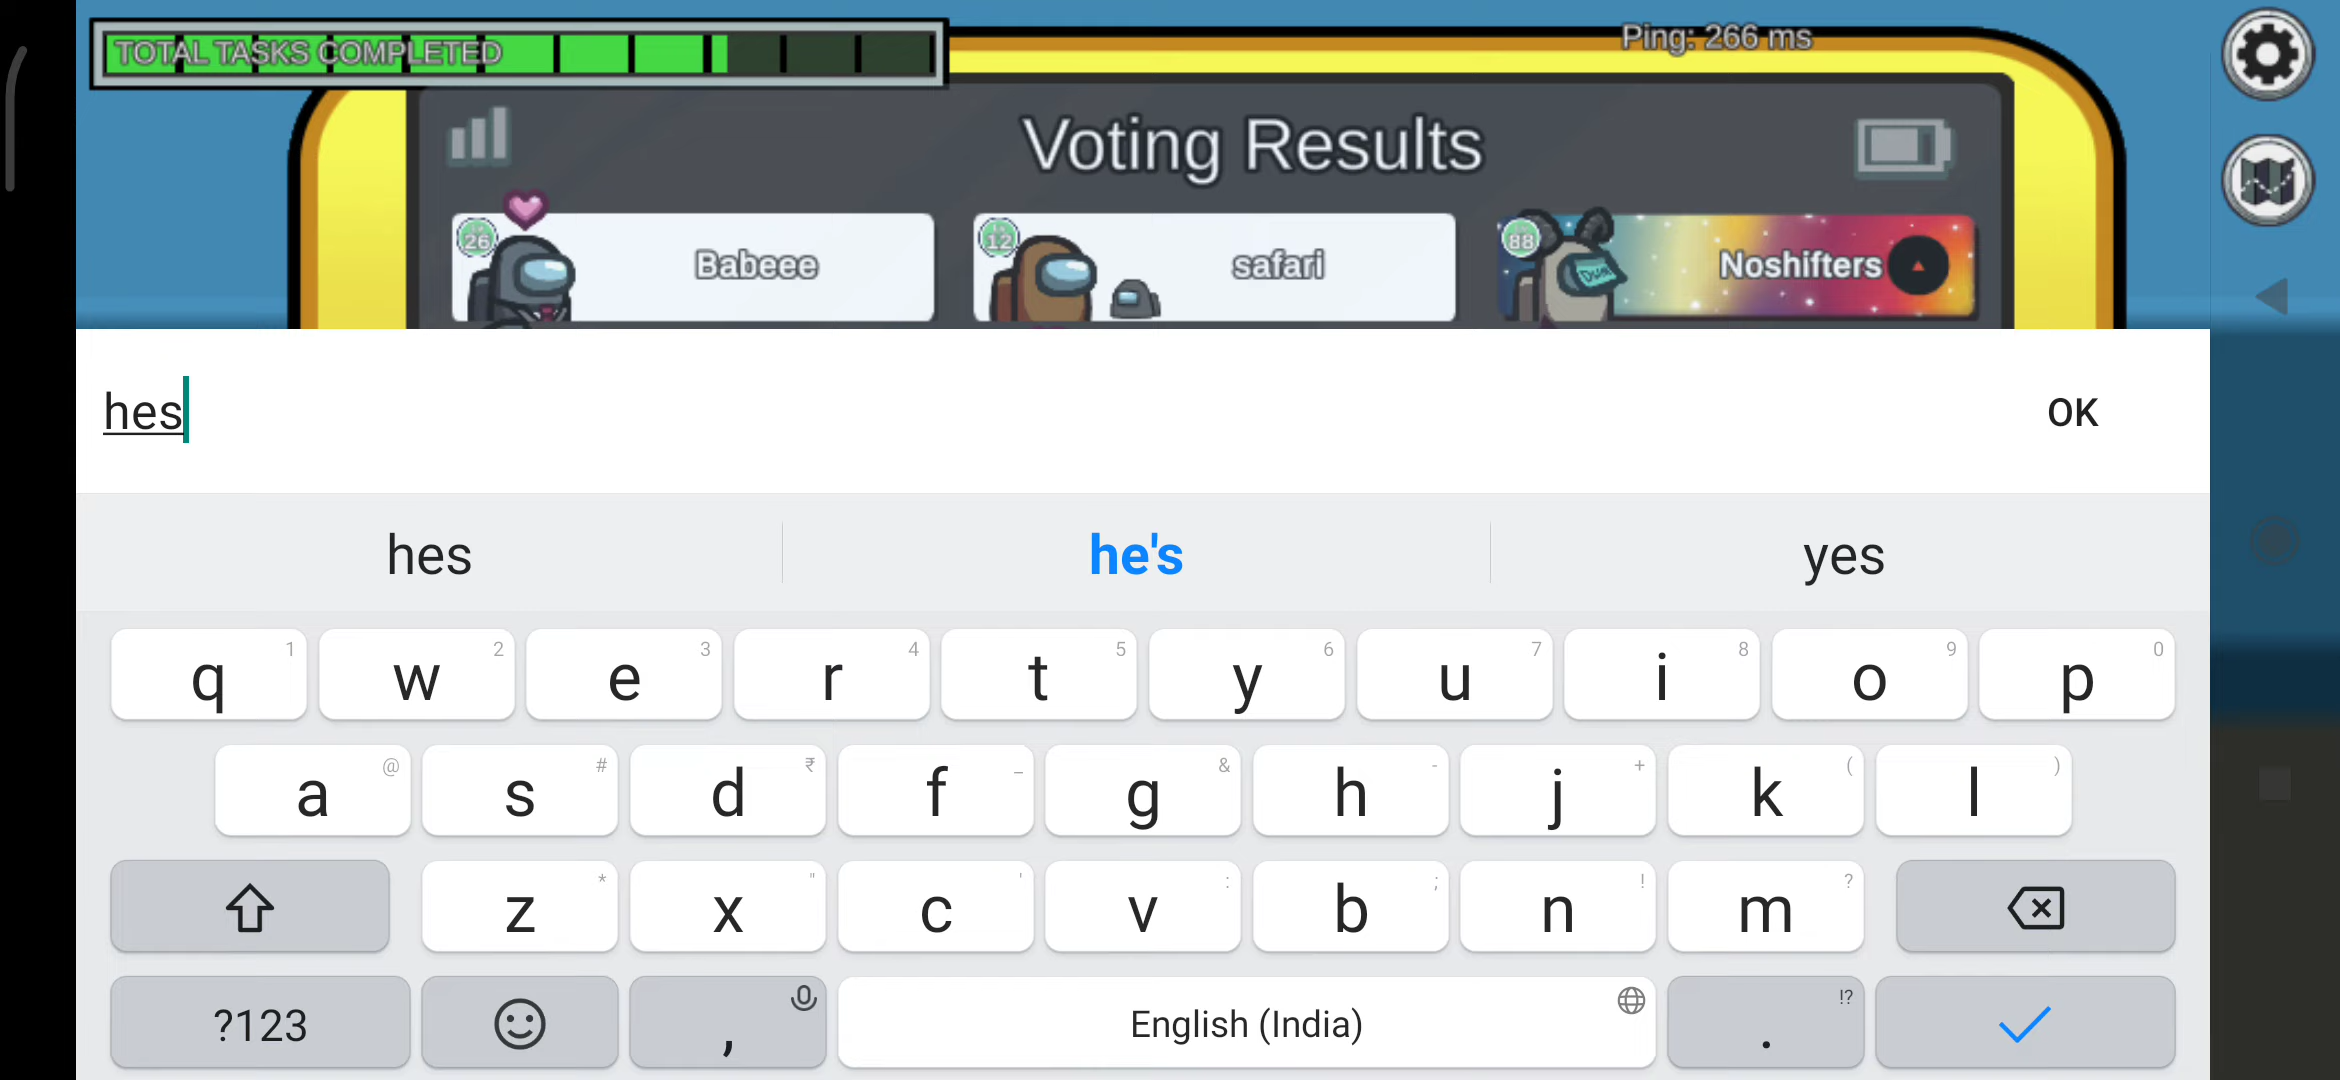 TOTAL TASKS COMPLETED
Ping: 266 ms
Voting Results
26 Babeee
12 safari
88 Noshifters
DUM
hes
OK
hes he's yes
q 1 w 2 e 3 r 4 t 5 y 6 u 7 i 8 o 9 p 0
a @ s # d ₹ f _ g & h - j + k ( l )
z * x " c ' v : b ; n ! m ?
?123 , English (India) . !?